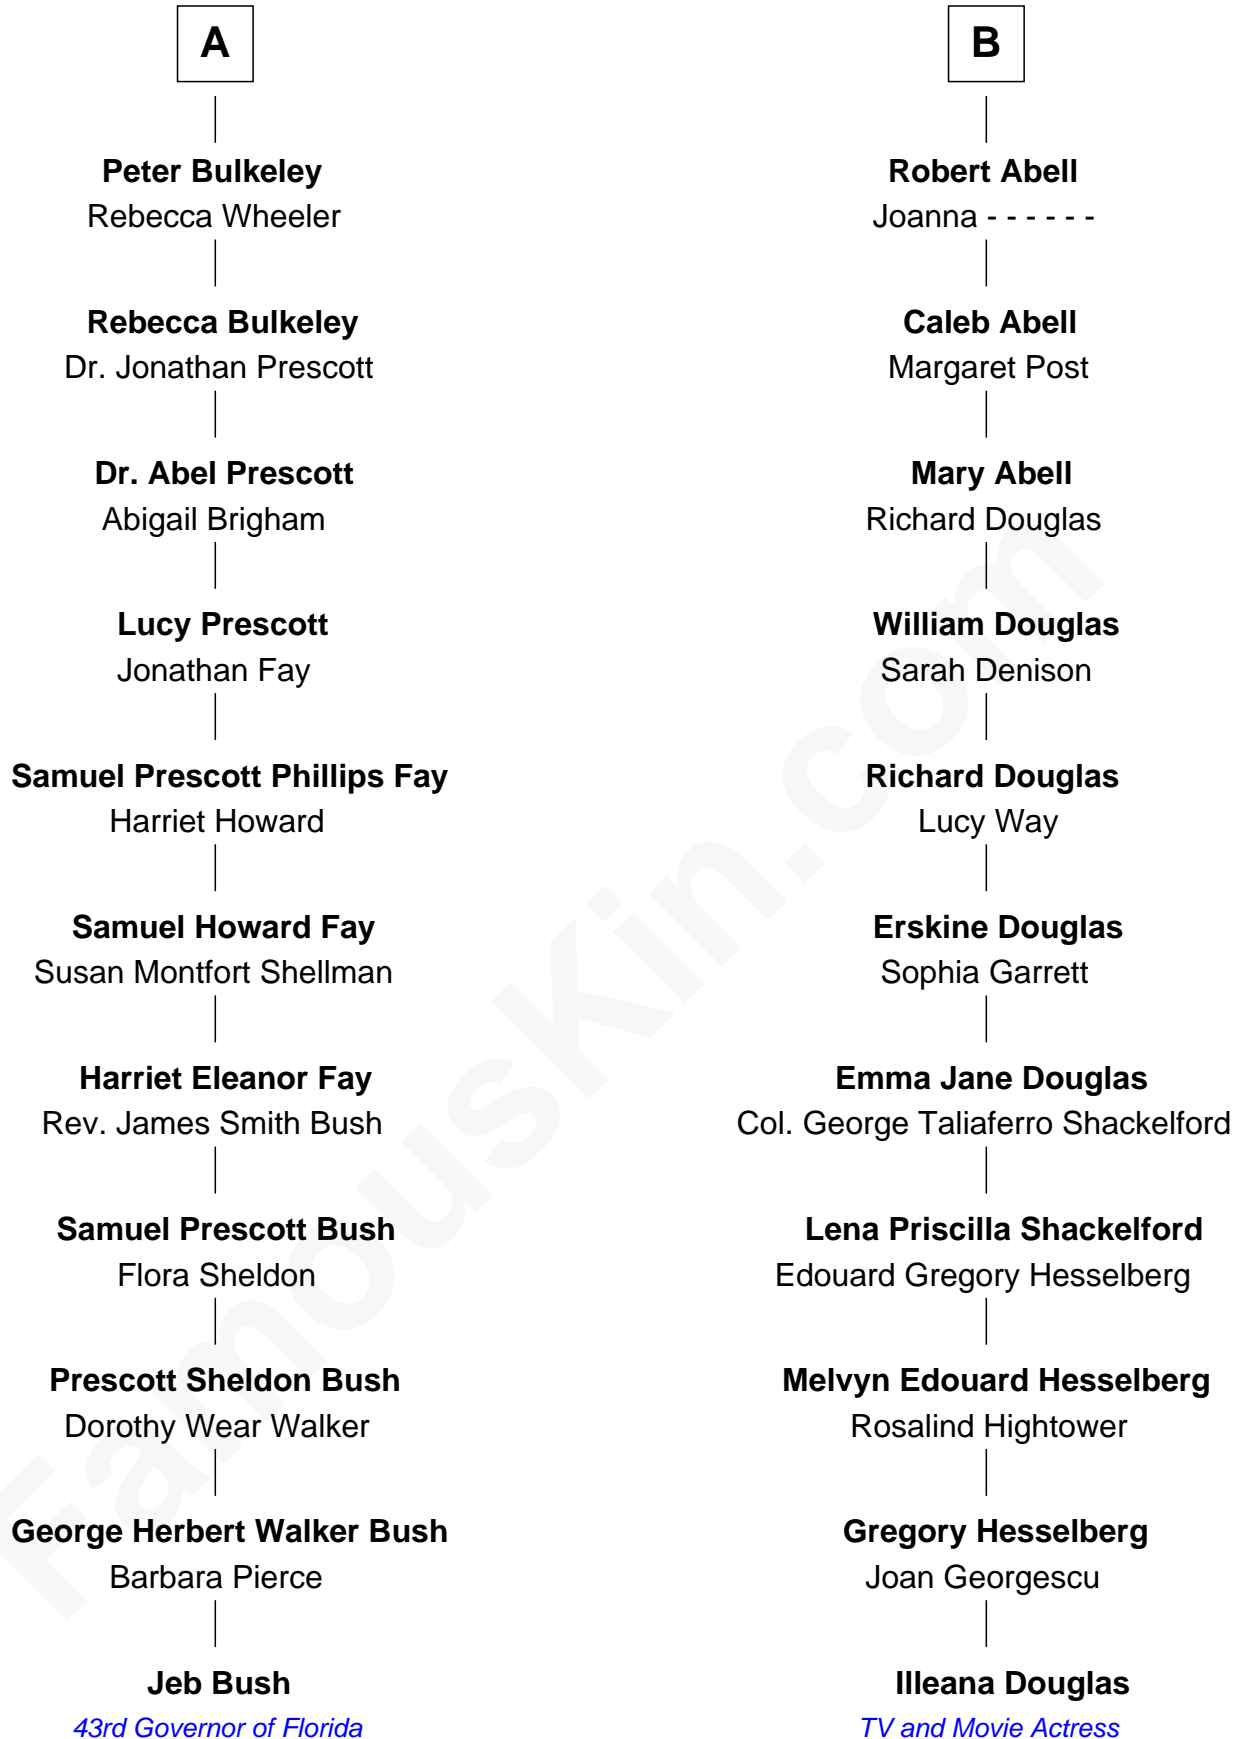 A
Peter Bulkeley
Rebecca Wheeler
Rebecca Bulkeley
Dr. Jonathan Prescott
Dr. Abel Prescott
Abigail Brigham
Lucy Prescott
Jonathan Fay
Samuel Prescott Phillips Fay
Harriet Howard
Samuel Howard Fay
Susan Montfort Shellman
Harriet Eleanor Fay
Rev. James Smith Bush
Samuel Prescott Bush
Flora Sheldon
Prescott Sheldon Bush
Dorothy Wear Walker
George Herbert Walker Bush
Barbara Pierce
Jeb Bush
43rd Governor of Florida
B
Robert Abell
Joanna - - - - - -
Caleb Abell
Margaret Post
Mary Abell
Richard Douglas
William Douglas
Sarah Denison
Richard Douglas
Lucy Way
Erskine Douglas
Sophia Garrett
Emma Jane Douglas
Col. George Taliaferro Shackelford
Lena Priscilla Shackelford
Edouard Gregory Hesselberg
Melvyn Edouard Hesselberg
Rosalind Hightower
Gregory Hesselberg
Joan Georgescu
Illeana Douglas
TV and Movie Actress
FamousKin.com